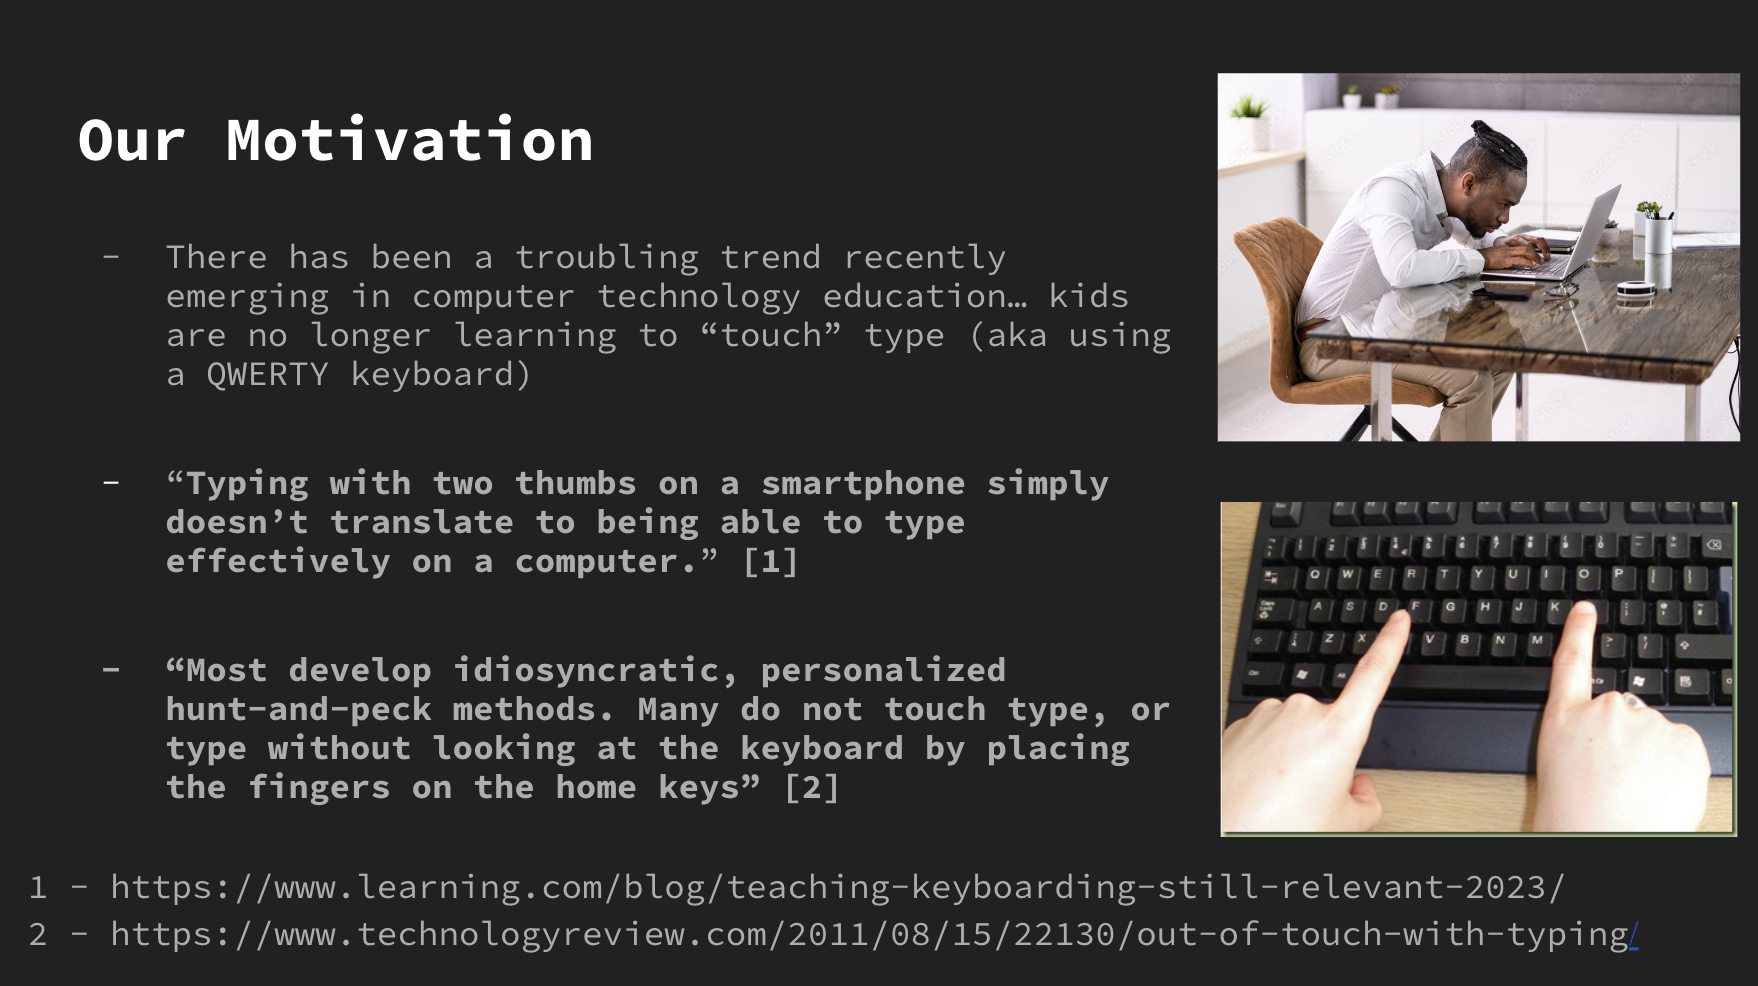 Our Motivation
- There has been a troubling trend recently
emerging in computer technology education… kids
are no longer learning to “touch” type (aka using
a QWERTY keyboard)
- “Typing with two thumbs on a smartphone simply
doesn’t translate to being able to type
effectively on a computer.” [1]
- “Most develop idiosyncratic, personalized
hunt-and-peck methods. Many do not touch type, or
type without looking at the keyboard by placing
the fingers on the home keys” [2]
Q W E R T Y U I O P
A S D F G H J K
Z X V B N M
1 - https://www.learning.com/blog/teaching-keyboarding-still-relevant-2023/
2 - https://www.technologyreview.com/2011/08/15/22130/out-of-touch-with-typing/